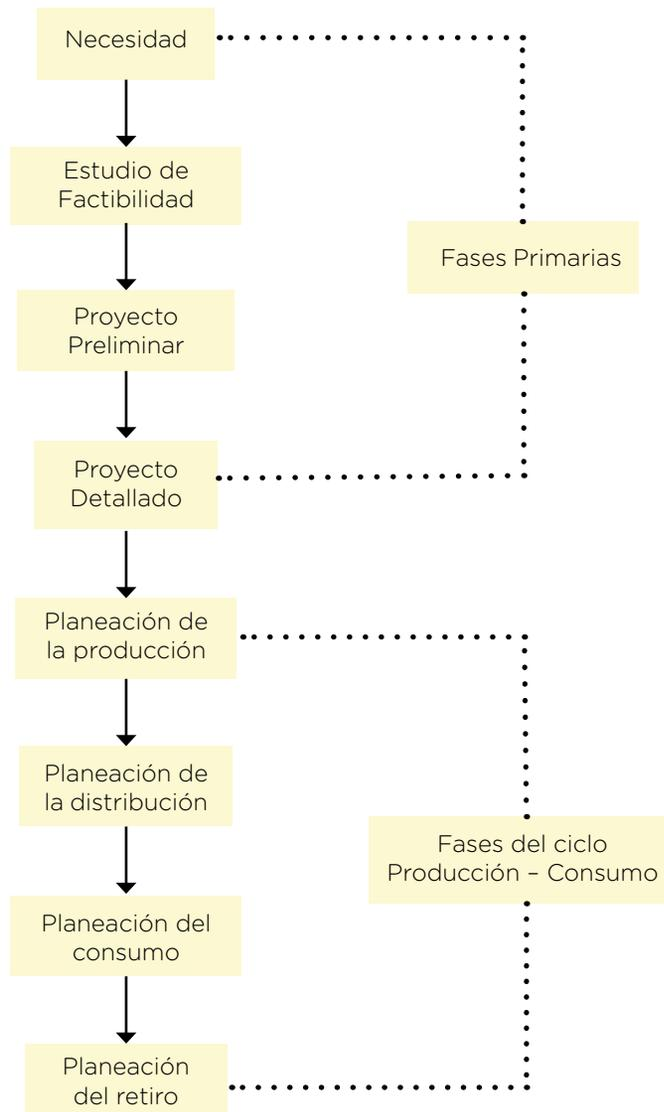 Necesidad
Estudio de
Factibilidad
Fases Primarias
Proyecto
Preliminar
Proyecto
Detallado
Planeación de
la producción
Planeación de
la distribución
Fases del ciclo
Producción – Consumo
Planeación del
consumo
Planeación
del retiro